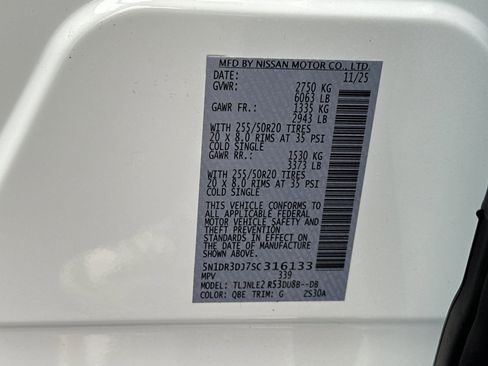 MFD BY NISSAN MOTOR CO., LTD.
DATE: 11/25
GVWR: 2750 KG
6063 LB
GAWR FR.: 1335 KG
2943 LB
WITH 255/50R20 TIRES
20 X 8.0 RIMS AT 35 PSI
COLD SINGLE
GAWR RR.: 1530 KG
3373 LB
WITH 255/50R20 TIRES
20 X 8.0 RIMS AT 35 PSI
COLD SINGLE
THIS VEHICLE CONFORMS TO
ALL APPLICABLE FEDERAL
MOTOR VEHICLE SAFETY AND
THEFT PREVENTION
STANDARDS IN EFFECT ON
THE DATE OF MANUFACTURE
SHOWN ABOVE.
5N1DR3DJ7SC316133
MPV 339
MODEL: TLJNLE2 R53DU8B--DB
COLOR: QBE TRIM: G ZS30A